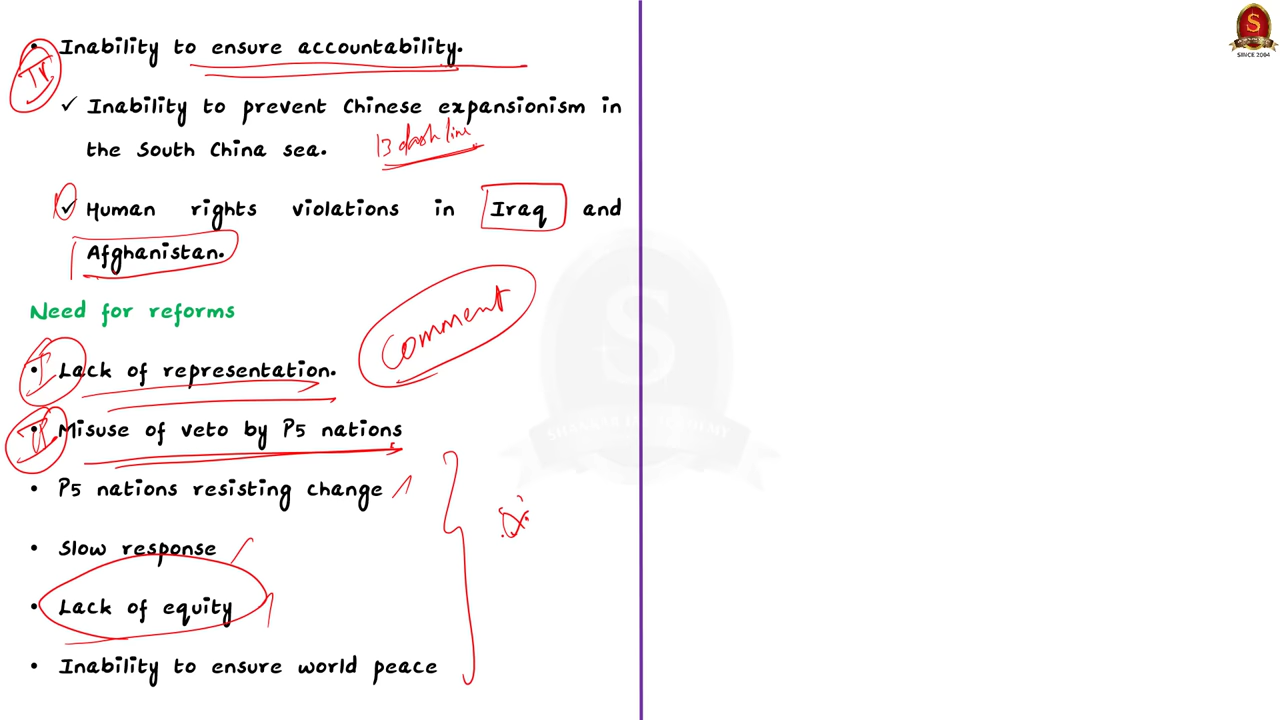 • Inability to ensure accountability.
✓ Inability to prevent Chinese expansionism in
the South China sea.
13 dash line
✓ Human rights violations in Iraq and
Afghanistan.
Need for reforms
Comment
• Lack of representation.
• Misuse of veto by P5 nations
• P5 nations resisting change
• Slow response
• Lack of equity
• Inability to ensure world peace
S
SINCE 2004
S